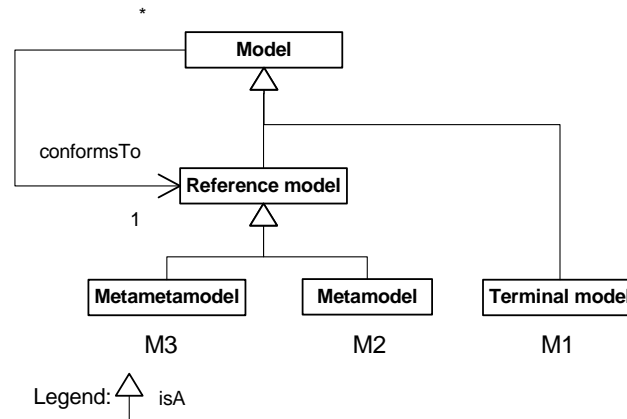 *
Model
conformsTo
Reference model
1
Metametamodel
Metamodel
Terminal model
M3
M2
M1
Legend:
isA